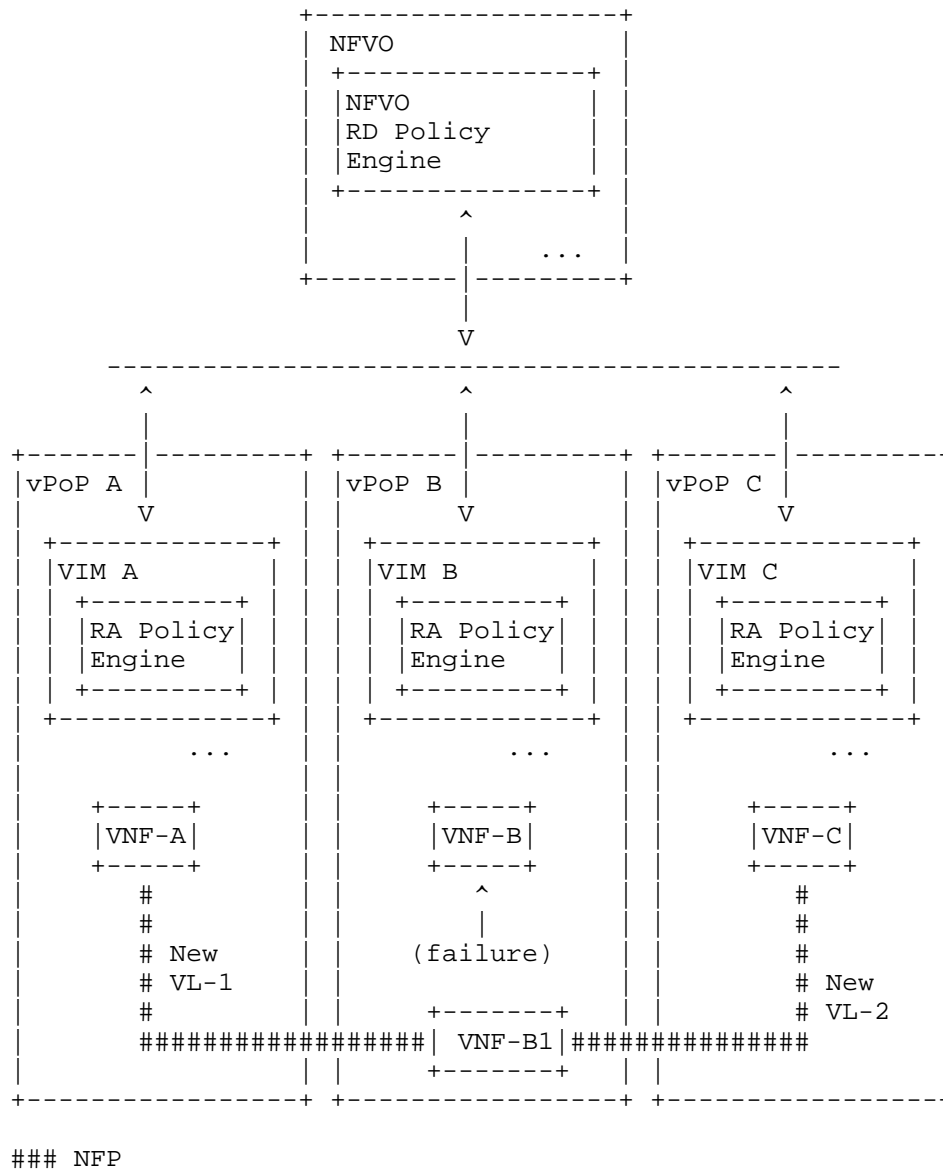 NFVO
NFVO
RD Policy
Engine
^
...
V
^ ^ ^
vPoP A vPoP B vPoP C
V V V
VIM A VIM B VIM C
RA Policy RA Policy RA Policy
Engine Engine Engine
... ... ...
VNF-A VNF-B VNF-C
# ^ #
# #
# New (failure) #
# VL-1 # New
# # VL-2
################## VNF-B1 ###############
### NFP